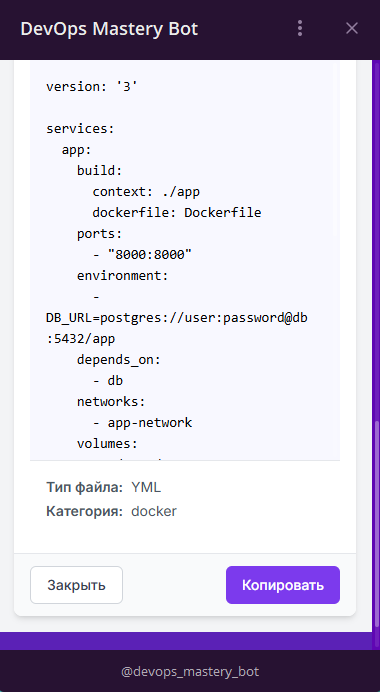 DevOps Mastery Bot
version: '3'
services:
app:
build:
context: ./app
dockerfile: Dockerfile
ports:
- "8000:8000"
environment:
-
DB_URL=postgres://user:password@db
:5432/app
depends_on:
- db
networks:
- app-network
volumes:
Тип файла: YML
Категория: docker
Закрыть
Копировать
@devops_mastery_bot